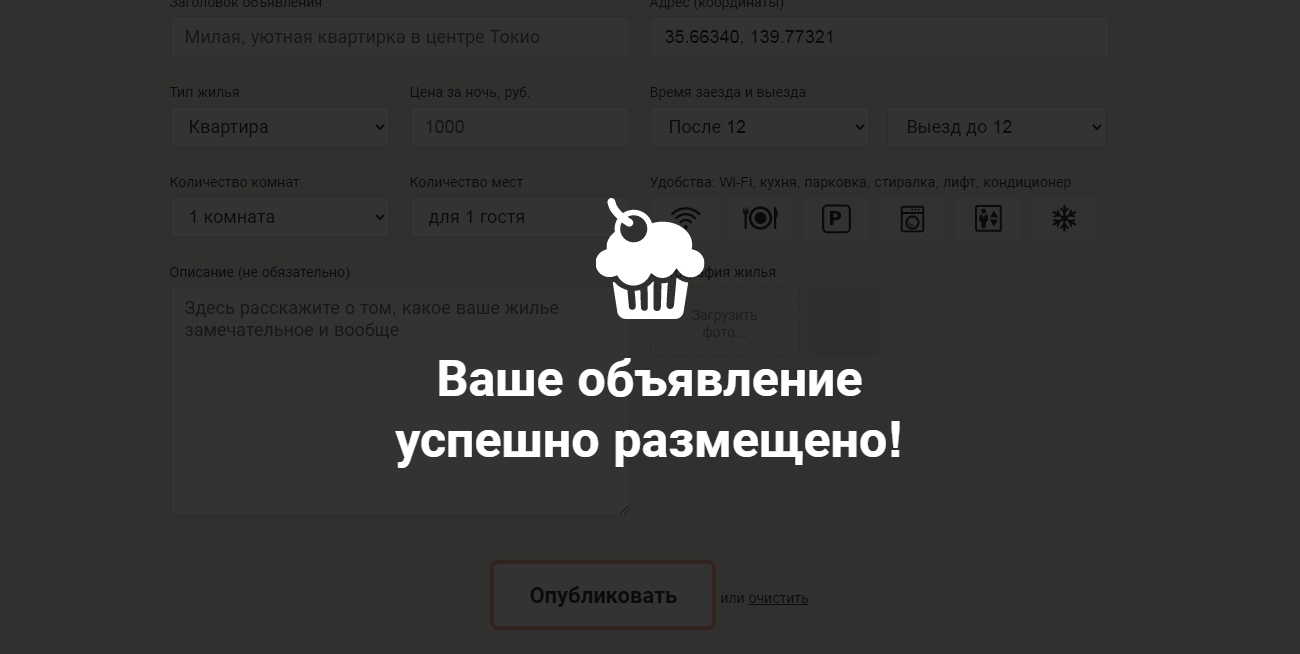 Заголовок объявления
Адрес (координаты)
Милая, уютная квартирка в центре Токио
35.66340, 139.77321
Тип жилья
Цена за ночь, руб.
Время заезда и выезда
Квартира
1000
После 12
Выезд до 12
Количество комнат
Количество мест
Удобства: Wi-Fi, кухня, парковка, стиралка, лифт, кондиционер
1 комната
для 1 гостя
P
Описание (не обязательно)
фия жилья
Здесь расскажите о том, какое ваше жилье
замечательное и вообще
Загрузить
фото...
Ваше объявление
успешно размещено!
Опубликовать
или очистить